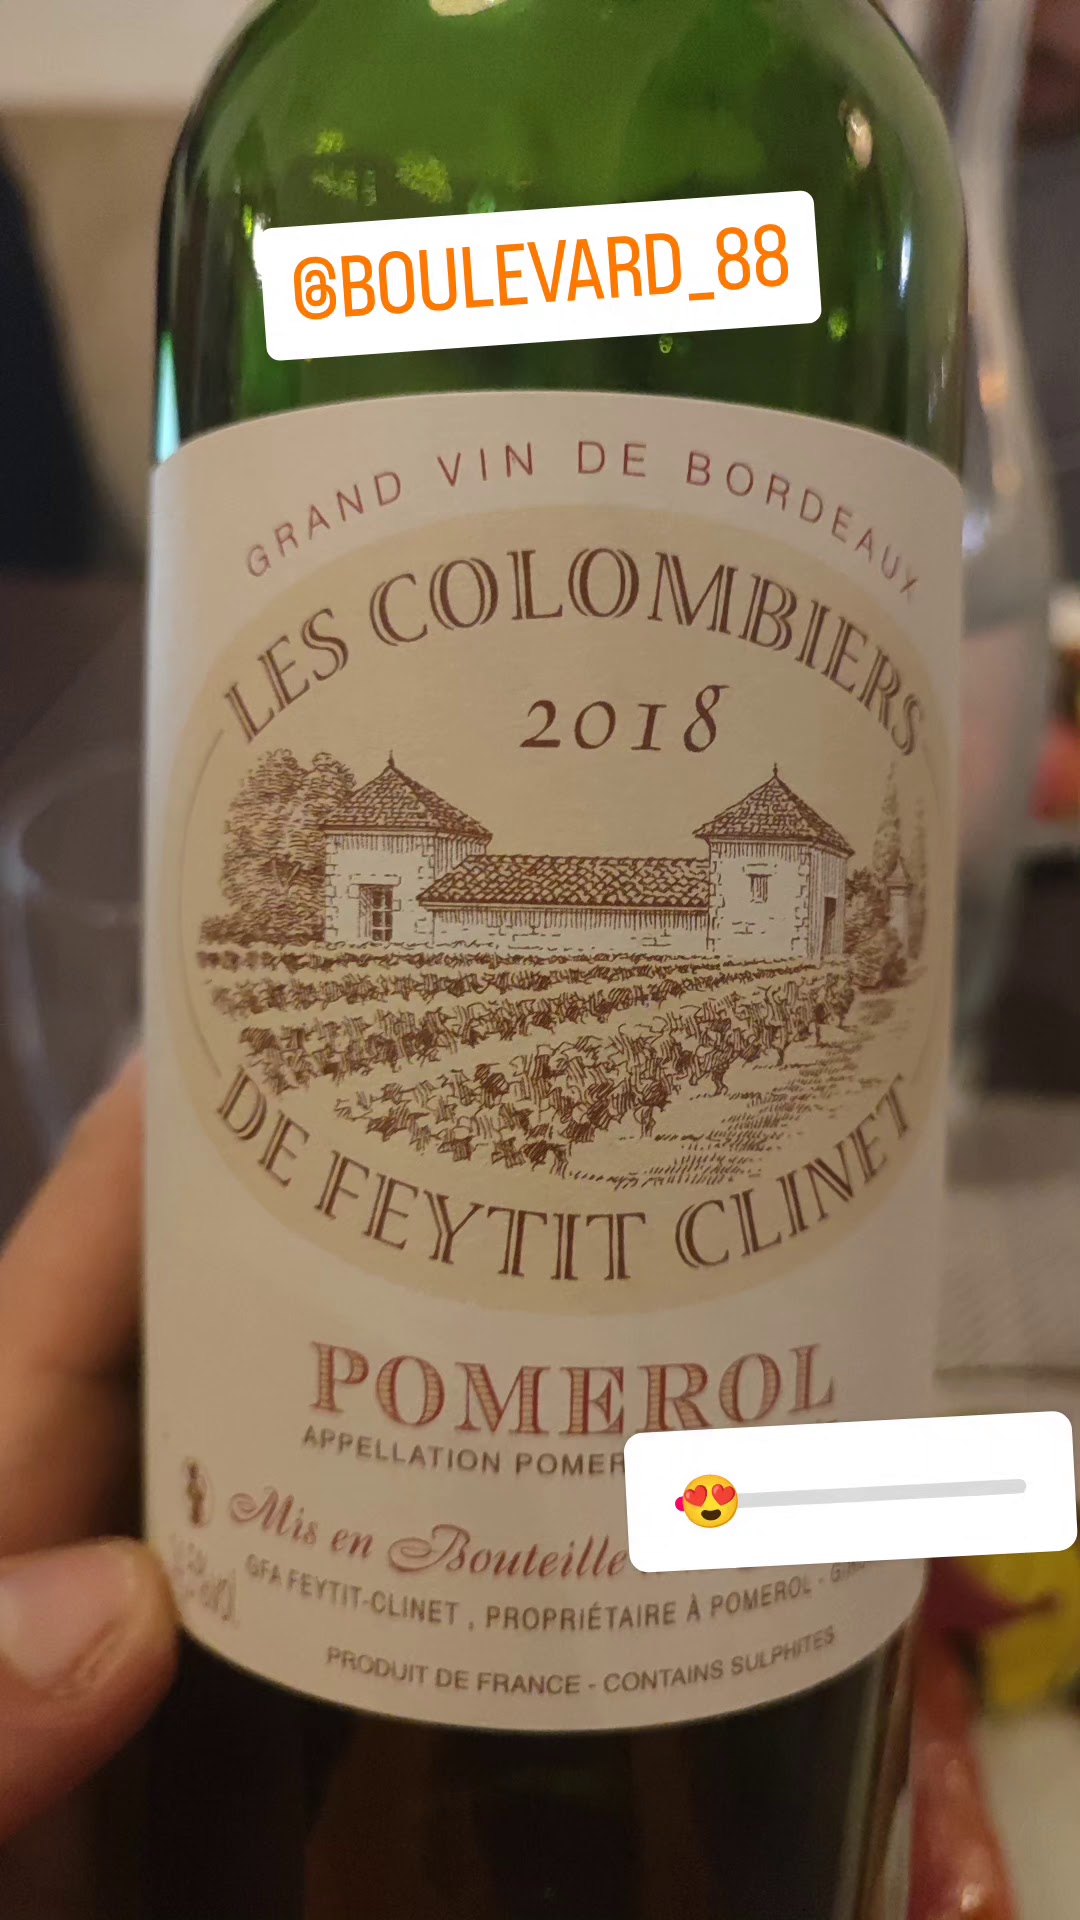 @BOULEVARD_88
GRAND VIN DE BORDEAUX
LES COLOMBIERS
2018
DE FEYTIT CLINET
POMEROL
APPELLATION
Mis en Bouteille
GFA FEYTIT-CLINET, PROPRIÉTAIRE À POMEROL -
PRODUIT DE FRANCE - CONTAINS SULPHITES